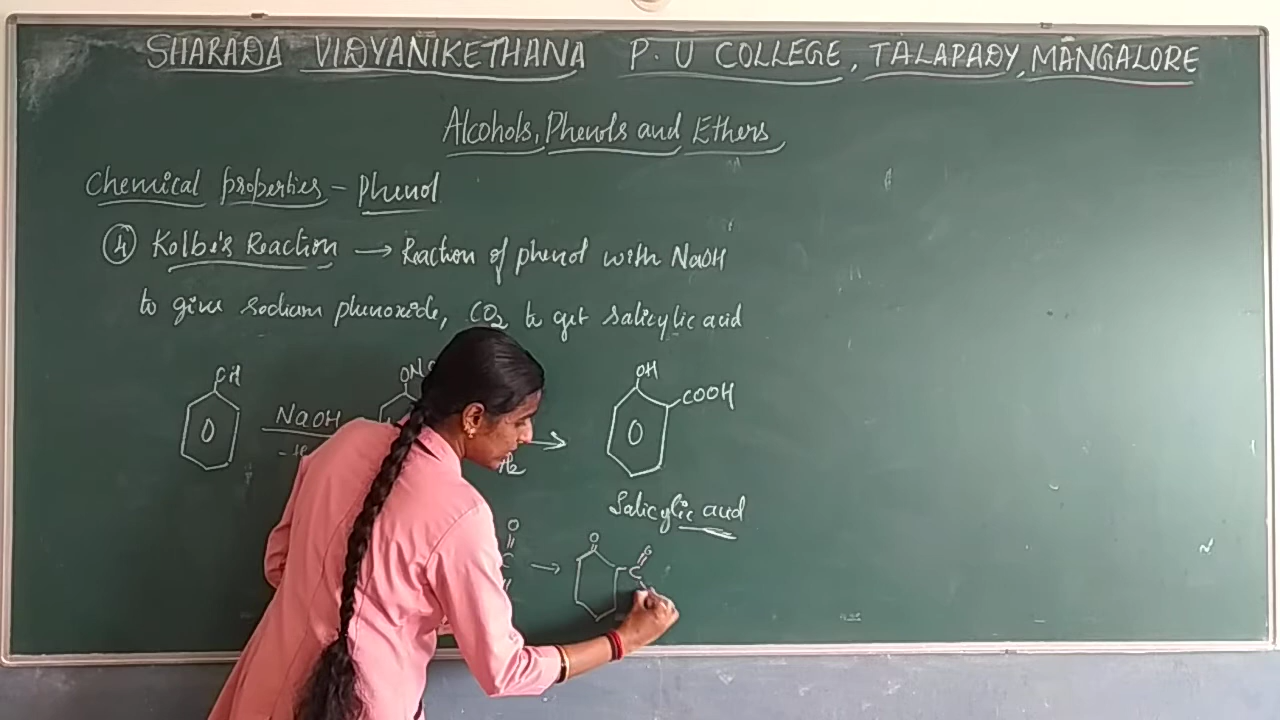 SHARADA VIDYANIKETHANA P. U COLLEGE, TALAPADY, MANGALORE
Alcohols, Phenols and Ethers
Chemical properties - Phenol
④ Kolbe's Reaction → Reaction of phenol with NaOH
to give sodium phenoxide, CO2 to get salicylic acid
OH ON OH
COOH
NaOH
Salicylic acid
O
C → O C O